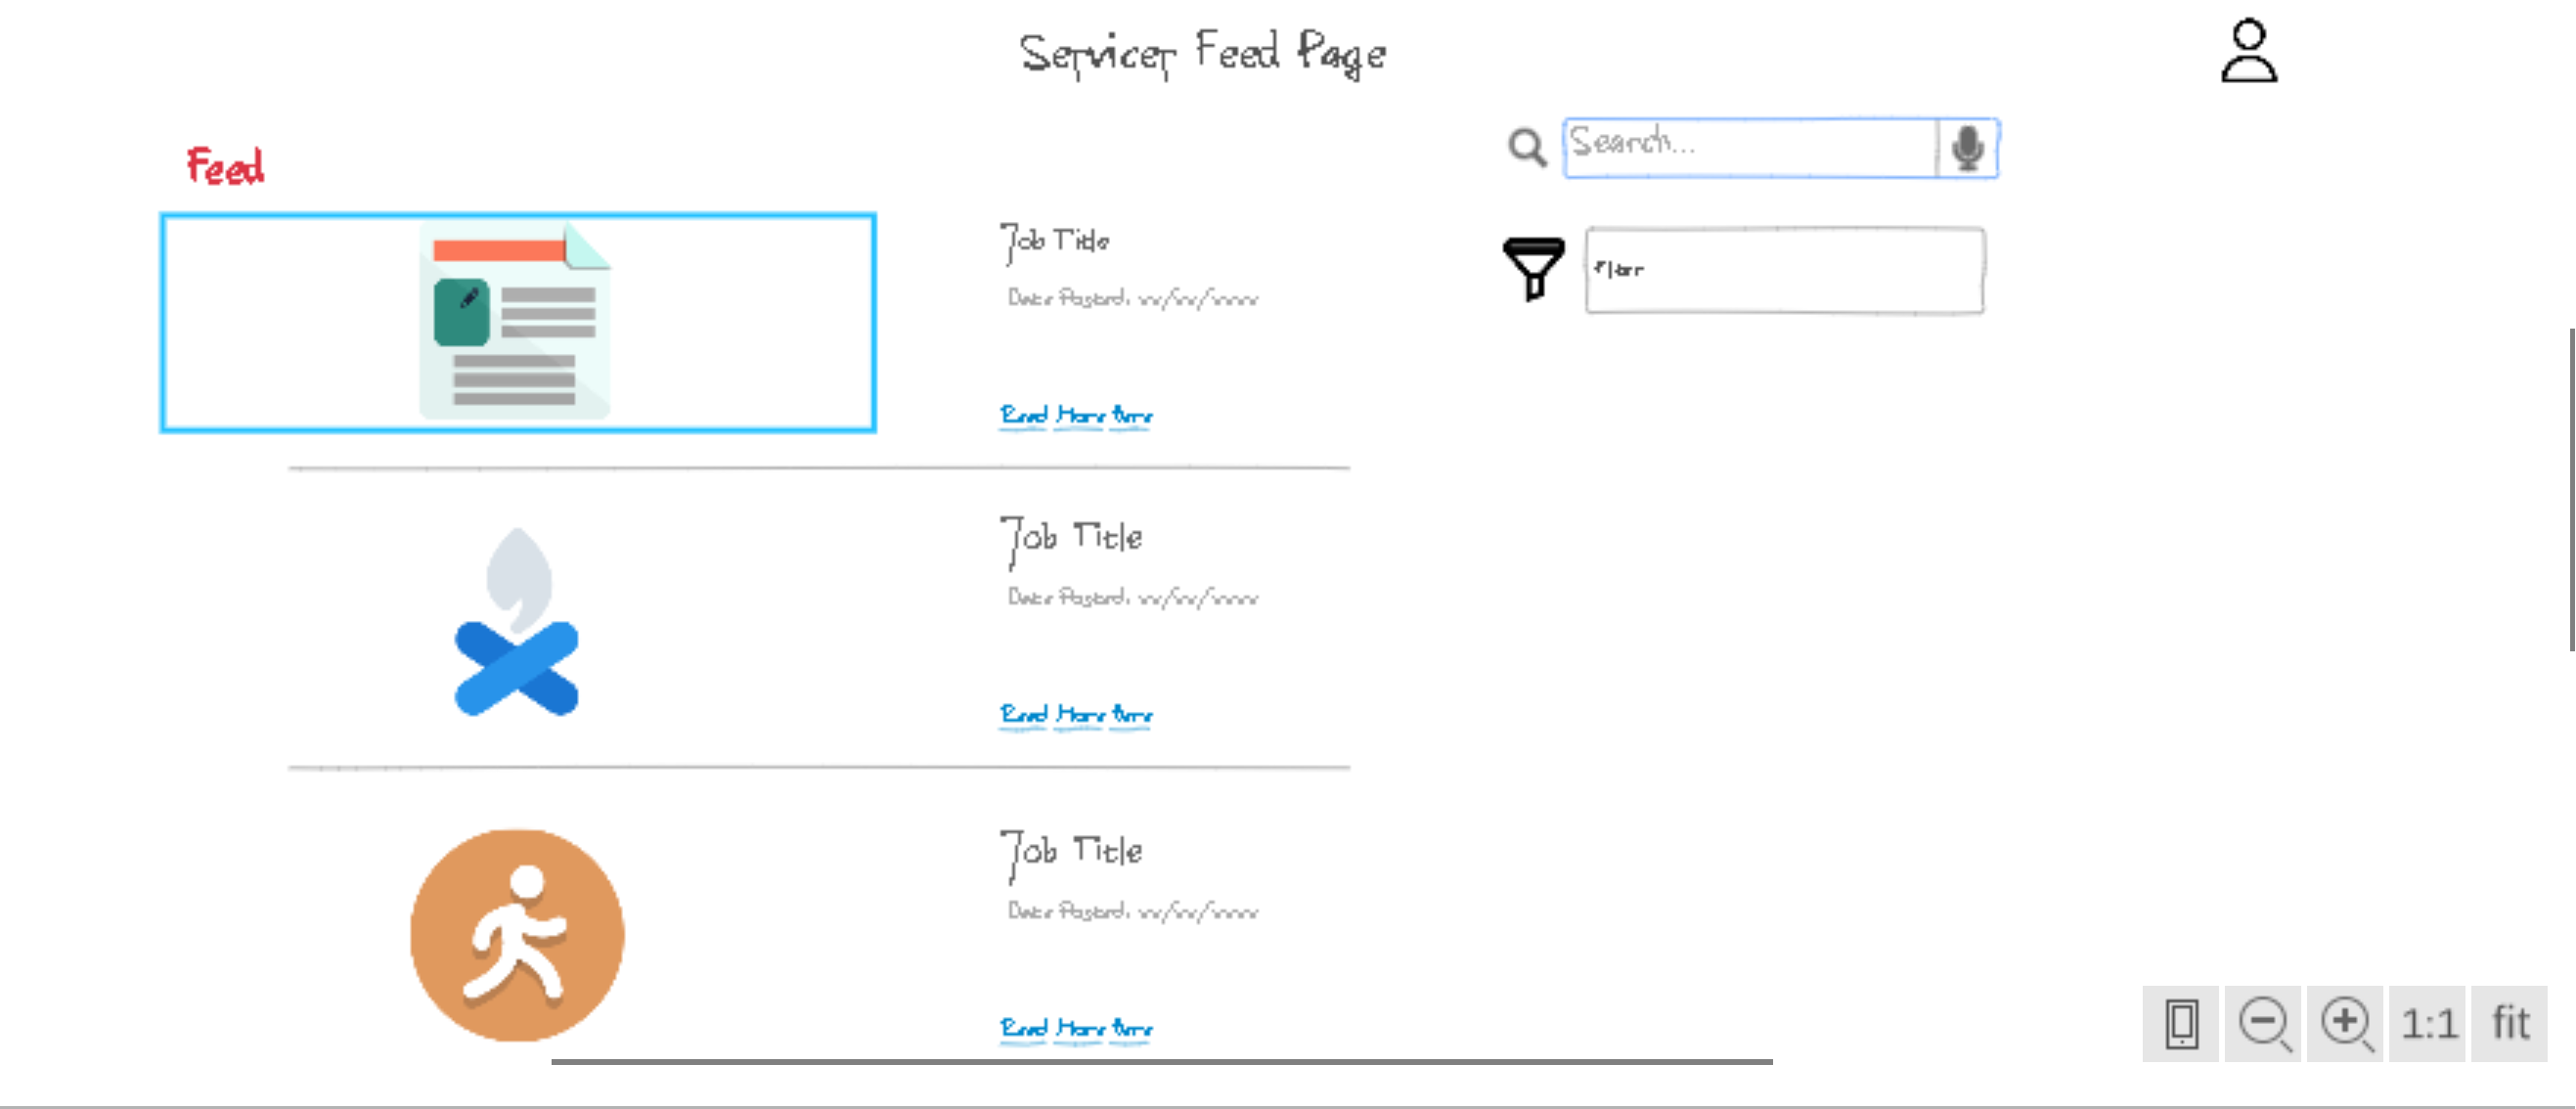 Servicer Feed Page
Search...
Feed
Job Title
Date Posted: xx/xx/xxxx
Filter
Read More here
Job Title
Date Posted: xx/xx/xxxx
Read More here
Job Title
Date Posted: xx/xx/xxxx
Read More here
1:1
fit